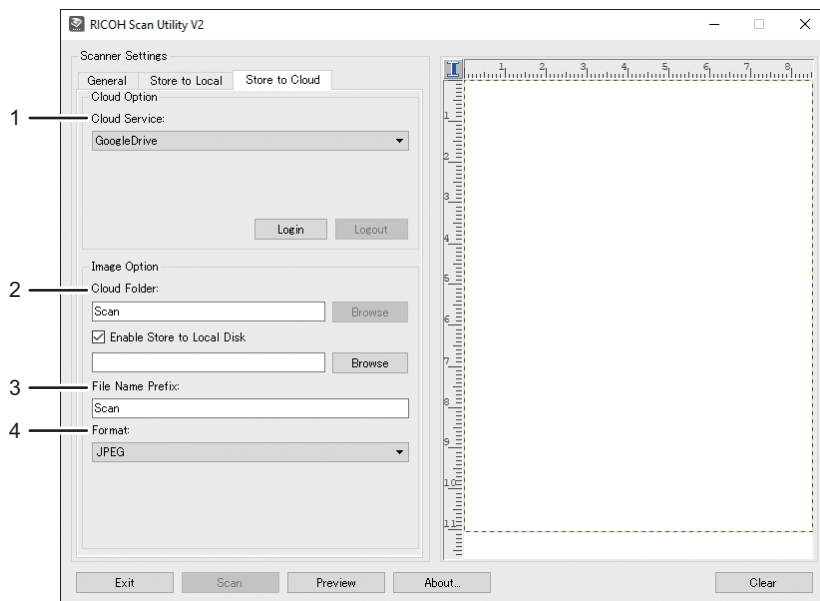 RICOH Scan Utility V2
Scanner Settings
General Store to Local Store to Cloud
Cloud Option
1 Cloud Service:
GoogleDrive
Login Logout
Image Option
2 Cloud Folder:
Scan Browse
Enable Store to Local Disk
Browse
3 File Name Prefix:
Scan
4 Format:
JPEG
Exit Scan Preview About... Clear
1 2 3 4 5 6 7 8
1
2
3
4
5
6
7
8
9
10
11